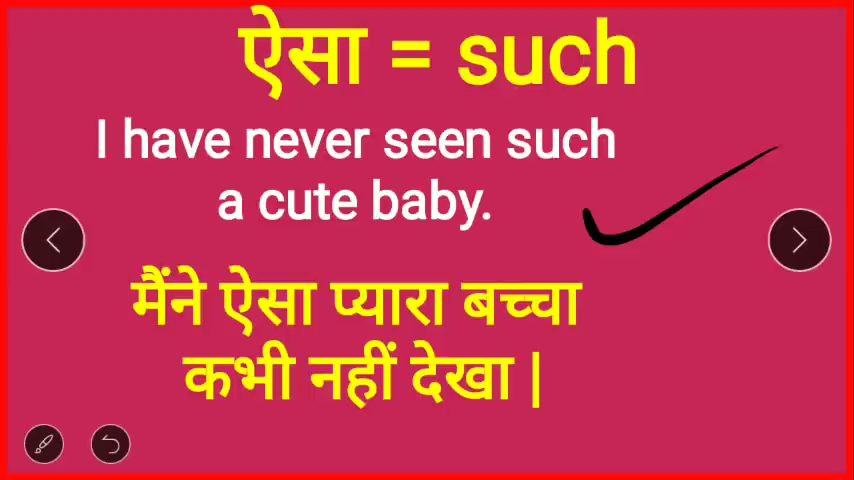 ऐसा = such
I have never seen such
a cute baby.
मैंने ऐसा प्यारा बच्चा
कभी नहीं देखा |